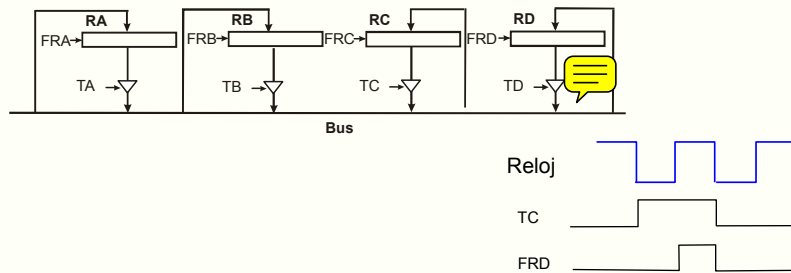 RA RB RC RD
FRA FRB FRC FRD
TA TB TC TD
Bus
Reloj
TC
FRD